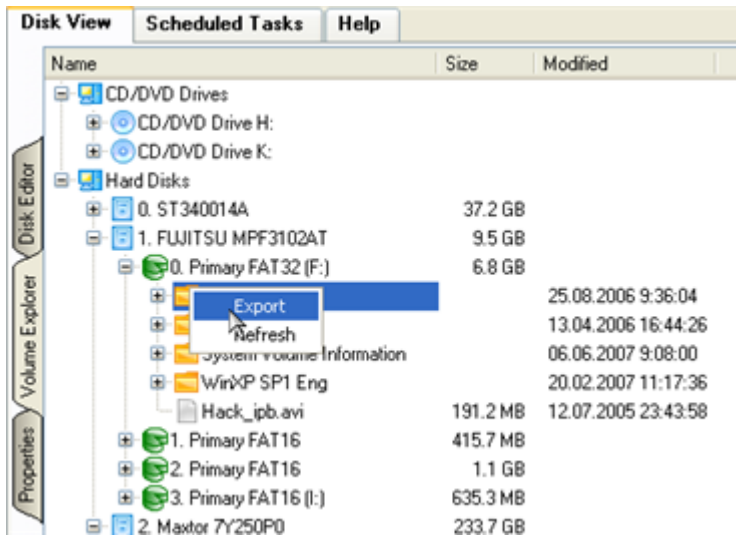 Disk View Scheduled Tasks Help
Name Size Modified
CD/DVD Drives
CD/DVD Drive H:
CD/DVD Drive K:
Hard Disks
0. ST340014A 37.2 GB
1. FUJITSU MPF3102AT 9.5 GB
0. Primary FAT32 (F:) 6.8 GB
25.08.2006 9:36:04
Export
13.04.2006 16:44:26
Refresh
System Volume Information 06.06.2007 9:08:00
WinXP SP1 Eng 20.02.2007 11:17:36
Hack_ipb.avi 191.2 MB 12.07.2005 23:43:58
1. Primary FAT16 415.7 MB
2. Primary FAT16 1.1 GB
3. Primary FAT16 (I:) 635.3 MB
2. Maxtor 7Y250P0 233.7 GB
Disk Editor
Volume Explorer
Properties